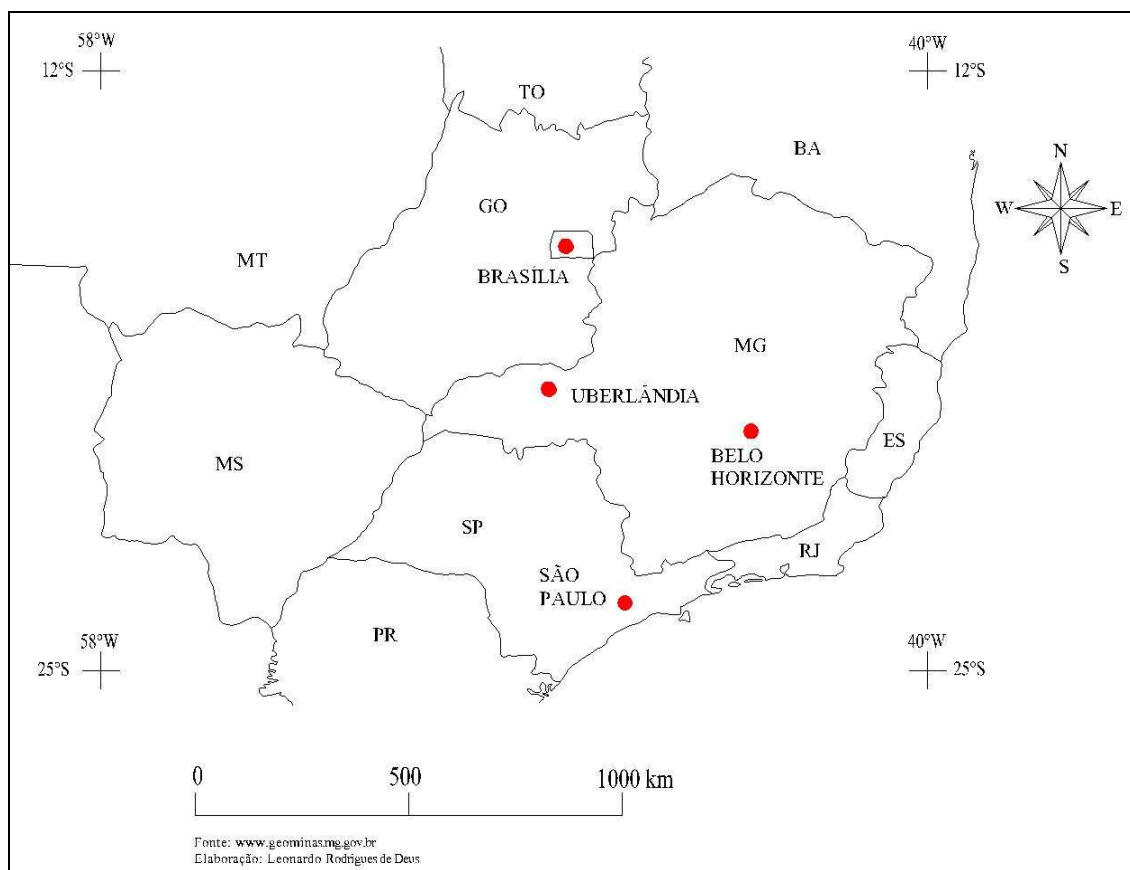 58°W
40°W
12°S
12°S
TO
BA
N
GO
W
E
S
MT
BRASÍLIA
MG
UBERLÂNDIA
MS
ES
BELO
HORIZONTE
SP
RJ
SÃO
PAULO
PR
58°W
40°W
25°S
25°S
0
500
1000 km
Fonte: www.geominas.mg.gov.br
Elaboração: Leonardo Rodrigues de Deus